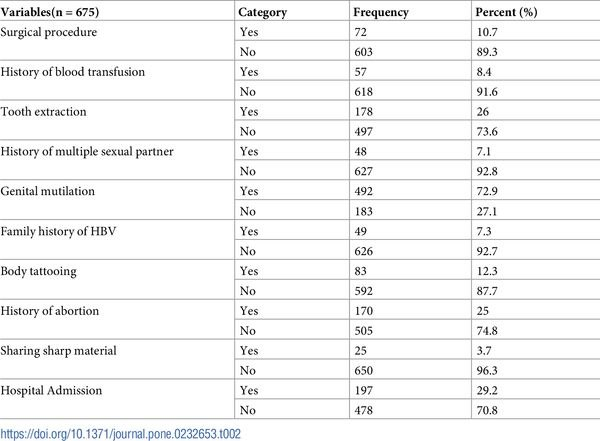 Variables(n = 675) Category Frequency Percent (%)
Surgical procedure Yes 72 10.7
No 603 89.3
History of blood transfusion Yes 57 8.4
No 618 91.6
Tooth extraction Yes 178 26
No 497 73.6
History of multiple sexual partner Yes 48 7.1
No 627 92.8
Genital mutilation Yes 492 72.9
No 183 27.1
Family history of HBV Yes 49 7.3
No 626 92.7
Body tattooing Yes 83 12.3
No 592 87.7
History of abortion Yes 170 25
No 505 74.8
Sharing sharp material Yes 25 3.7
No 650 96.3
Hospital Admission Yes 197 29.2
No 478 70.8
https://doi.org/10.1371/journal.pone.0232653.t002